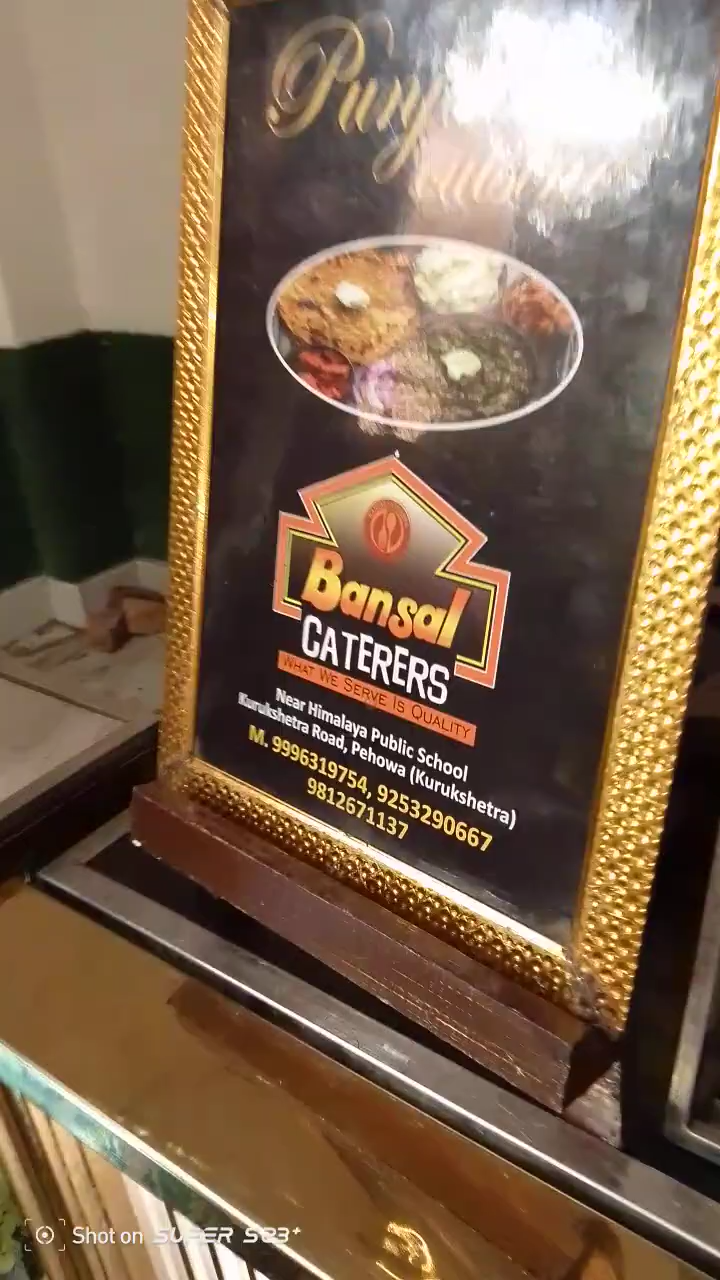 Bansal
CATERERS
WHAT WE SERVE IS QUALITY
Near Himalaya Public School
Kurukshetra Road, Pehowa (Kurukshetra)
M. 9996319754, 9253290667
9812671137
Shot on SUPER S23+